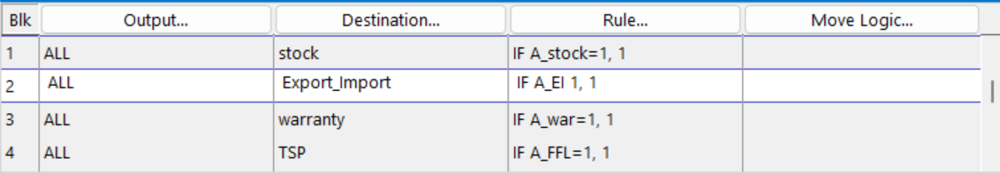 Blk Output... Destination... Rule... Move Logic...
1 ALL stock IF A_stock=1, 1
2 ALL Export_Import IF A_EI 1, 1
3 ALL warranty IF A_war=1, 1
4 ALL TSP IF A_FFL=1, 1